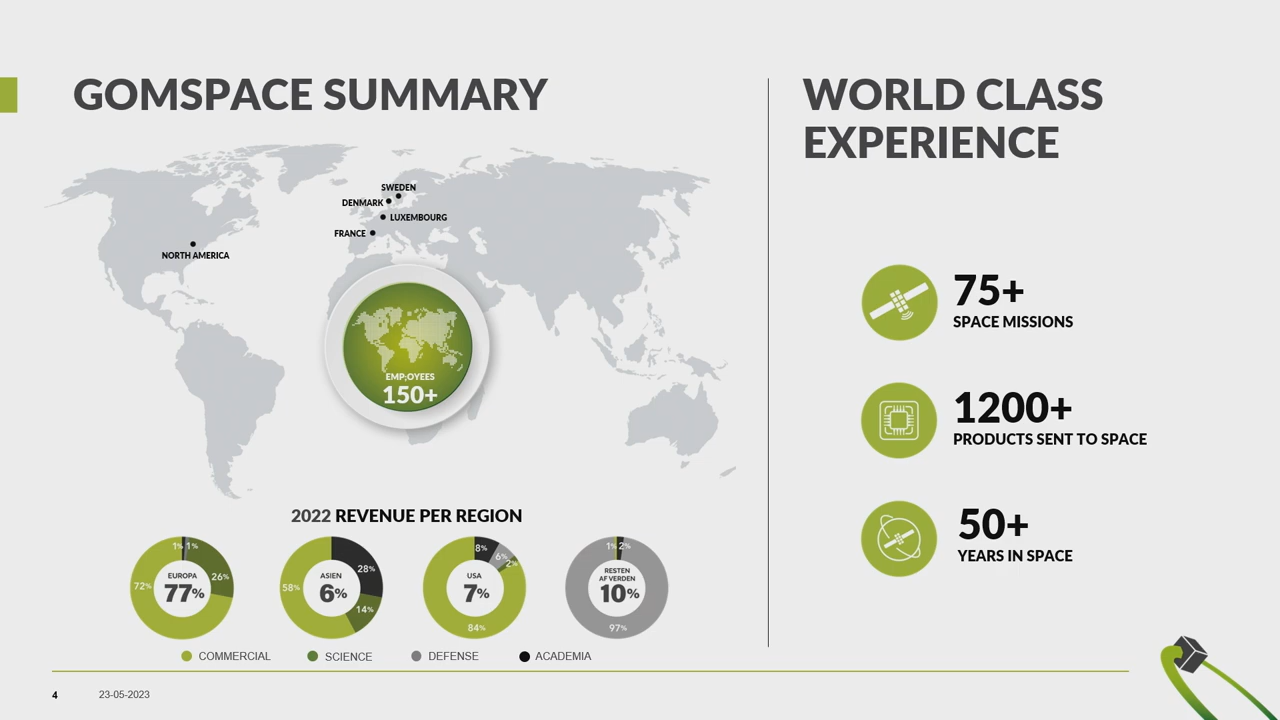 GOMSPACE SUMMARY
SWEDEN
DENMARK
LUXEMBOURG
FRANCE
NORTH AMERICA
EMP;OYEES
150+
2022 REVENUE PER REGION
1% 1%
72%
26%
EUROPA
77%
58%
28%
14%
ASIEN
6%
8%
6%
2%
84%
USA
7%
1% 2%
97%
RESTEN
AF VERDEN
10%
COMMERCIAL
SCIENCE
DEFENSE
ACADEMIA
WORLD CLASS
EXPERIENCE
75+
SPACE MISSIONS
1200+
PRODUCTS SENT TO SPACE
50+
YEARS IN SPACE
4
23-05-2023